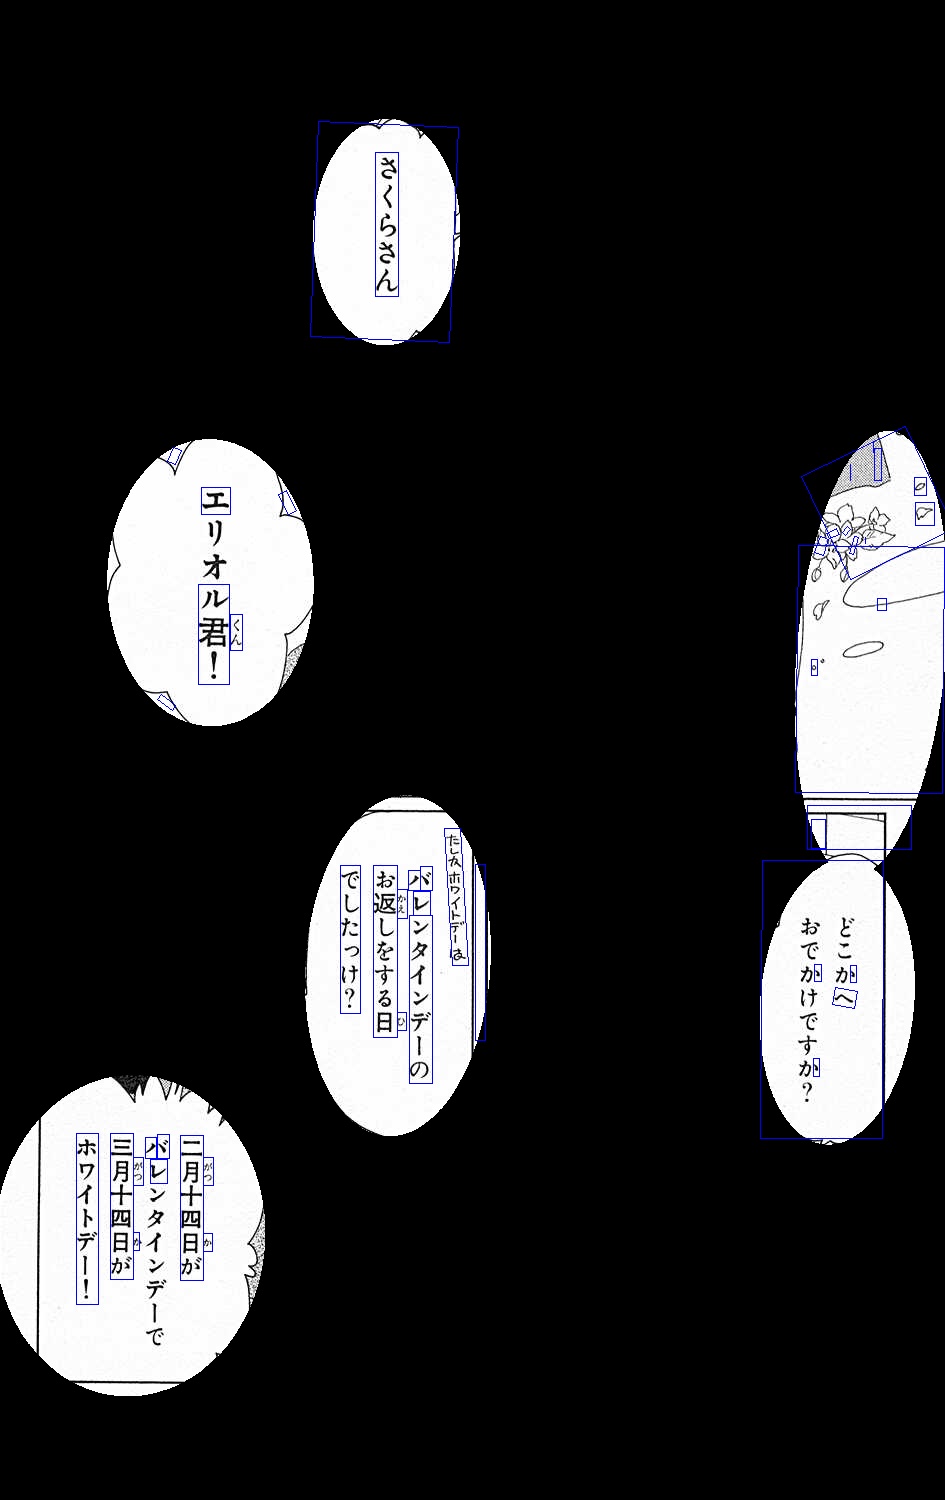 さくらさん
エリオル君！
どこかへ
おでかけですか？
たしか ホワイトデーは
バレンタインデーの
お返しをする日
でしたっけ？
二月十四日が
バレンタインデーで
三月十四日が
ホワイトデー！